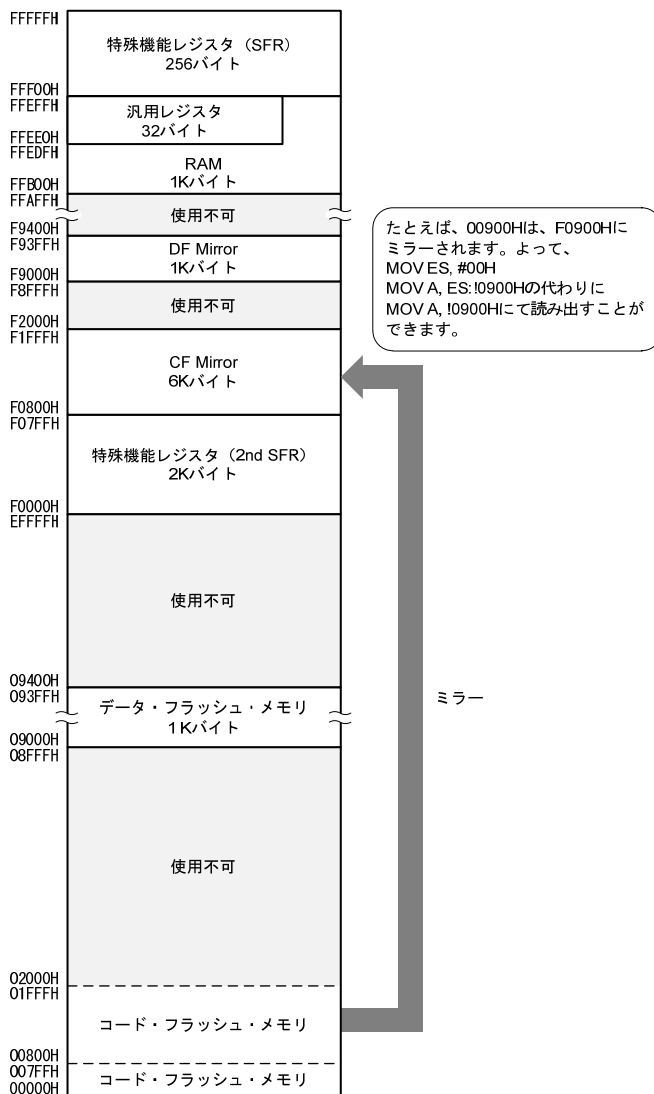 FFFFFH
特殊機能レジスタ（SFR）
256バイト
FFF00H
FFEFFH
汎用レジスタ
32バイト
FFEE0H
FFEDFH
RAM
1Kバイト
FFB00H
FFAFFH
使用不可
F9400H
F93FFH
DF Mirror
1Kバイト
F9000H
F8FFFH
使用不可
F2000H
F1FFFH
CF Mirror
6Kバイト
F0800H
F07FFH
特殊機能レジスタ（2nd SFR）
2Kバイト
F0000H
EFFFFH
使用不可
09400H
093FFH
データ・フラッシュ・メモリ
1Kバイト
09000H
08FFFH
使用不可
02000H
01FFFH
コード・フラッシュ・メモリ
00800H
007FFH
コード・フラッシュ・メモリ
00000H
たとえば、00900Hは、F0900Hに
ミラーされます。よって、
MOV ES, #00H
MOV A, ES:!0900Hの代わりに
MOV A, !0900Hにて読み出すことが
できます。
ミラー